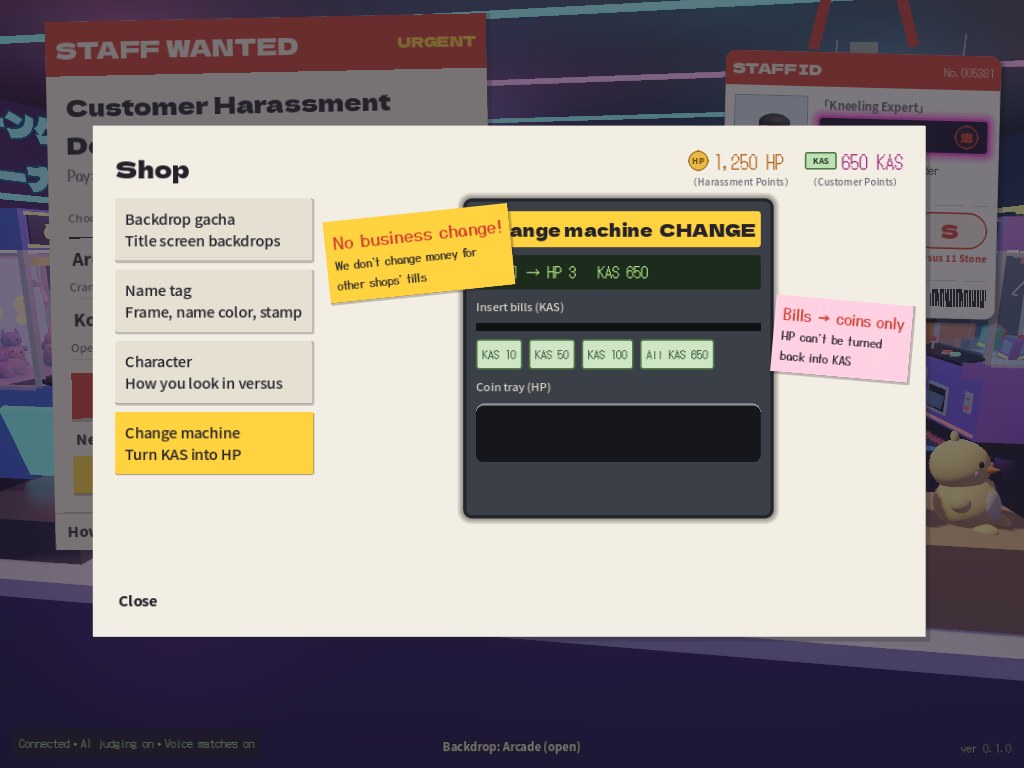 STAFF WANTED
URGENT
Customer Harassment
Pay:
STAFF ID
No. 005381
「Kneeling Expert」
S
Shop
HP 1,250 HP
(Harassment Points)
KAS 650 KAS
(Customer Points)
Backdrop gacha
Title screen backdrops
Name tag
Frame, name color, stamp
Character
How you look in versus
Change machine
Turn KAS into HP
No business change!
We don't change money for
other shops' tills
ange machine CHANGE
→ HP 3 KAS 650
Insert bills (KAS)
KAS 10
KAS 50
KAS 100
All KAS 650
Coin tray (HP)
Bills → coins only
HP can't be turned
back into KAS
Close
Connected • AI judging on • Voice matches on
Backdrop: Arcade (open)
ver 0.1.0